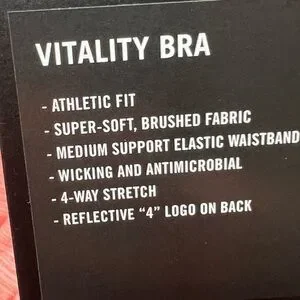 VITALITY BRA
- ATHLETIC FIT
- SUPER-SOFT, BRUSHED FABRIC
- MEDIUM SUPPORT ELASTIC WAISTBAND
- WICKING AND ANTIMICROBIAL
- 4-WAY STRETCH
- REFLECTIVE “4” LOGO ON BACK